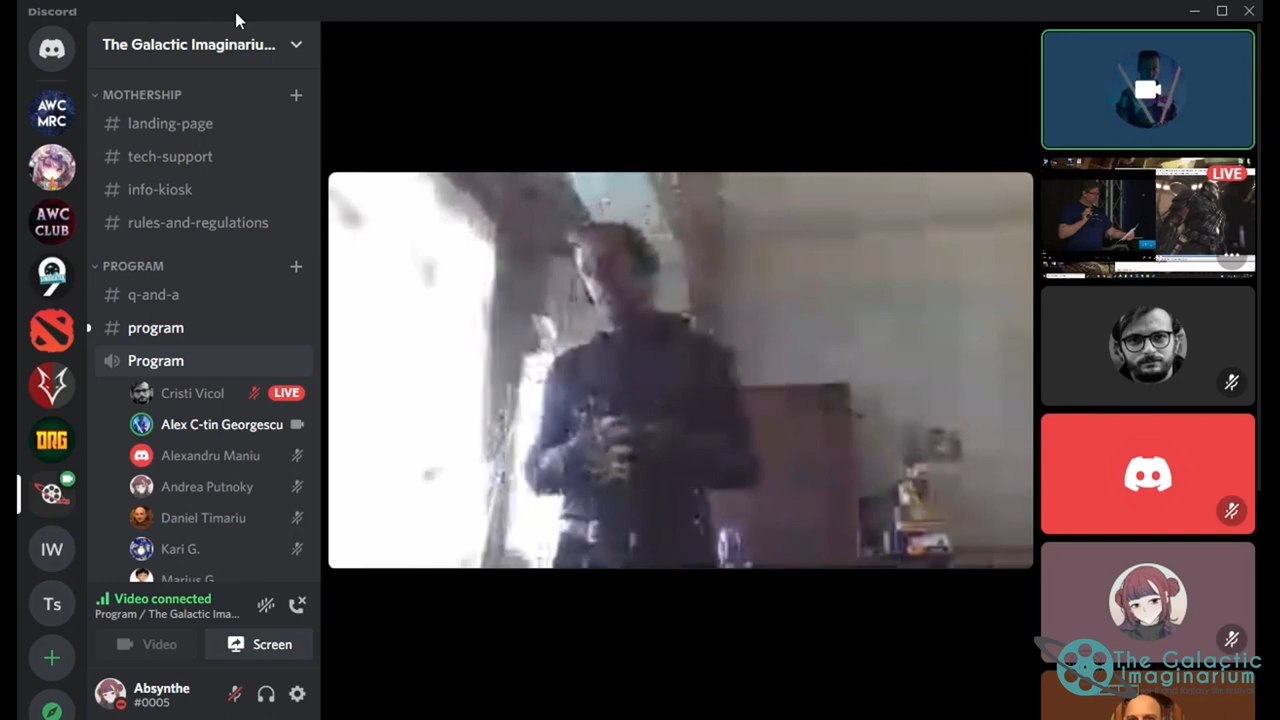 Discord
The Galactic Imaginariu...
AWC
MRC
AWC
CLUB
DRG
IW
Ts
MOTHERSHIP
landing-page
tech-support
info-kiosk
rules-and-regulations
PROGRAM
q-and-a
program
Program
Cristi Vicol
LIVE
Alex C-tin Georgescu
Alexandru Maniu
Andrea Putnoky
Daniel Timariu
Kari G.
Marius G.
Video connected
Program / The Galactic Ima...
Video
Screen
Absynthe
#0005
LIVE
The Galactic
Imaginarium